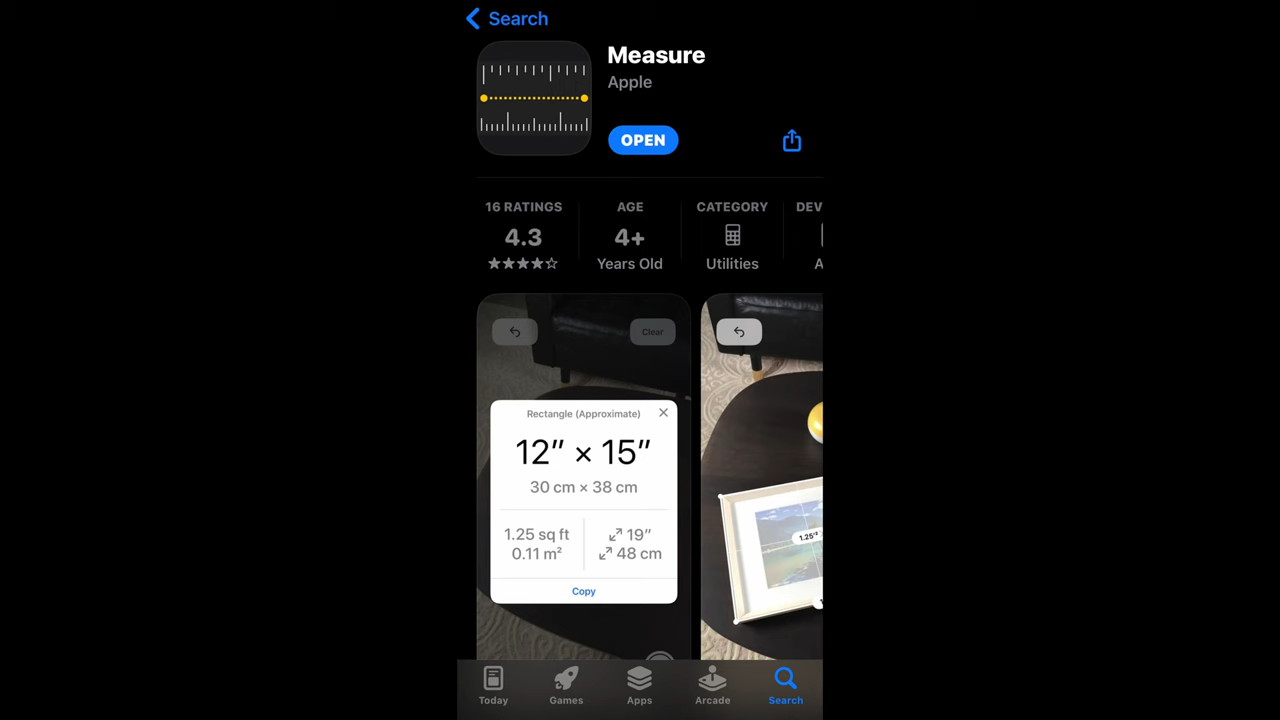 Search
Measure
Apple
OPEN
16 RATINGS
4.3
★★★★☆
AGE
4+
Years Old
CATEGORY
Utilities
DEV
A
Clear
Rectangle (Approximate)
12″ × 15″
30 cm × 38 cm
1.25 sq ft
0.11 m²
19″
48 cm
Copy
Today
Games
Apps
Arcade
Search